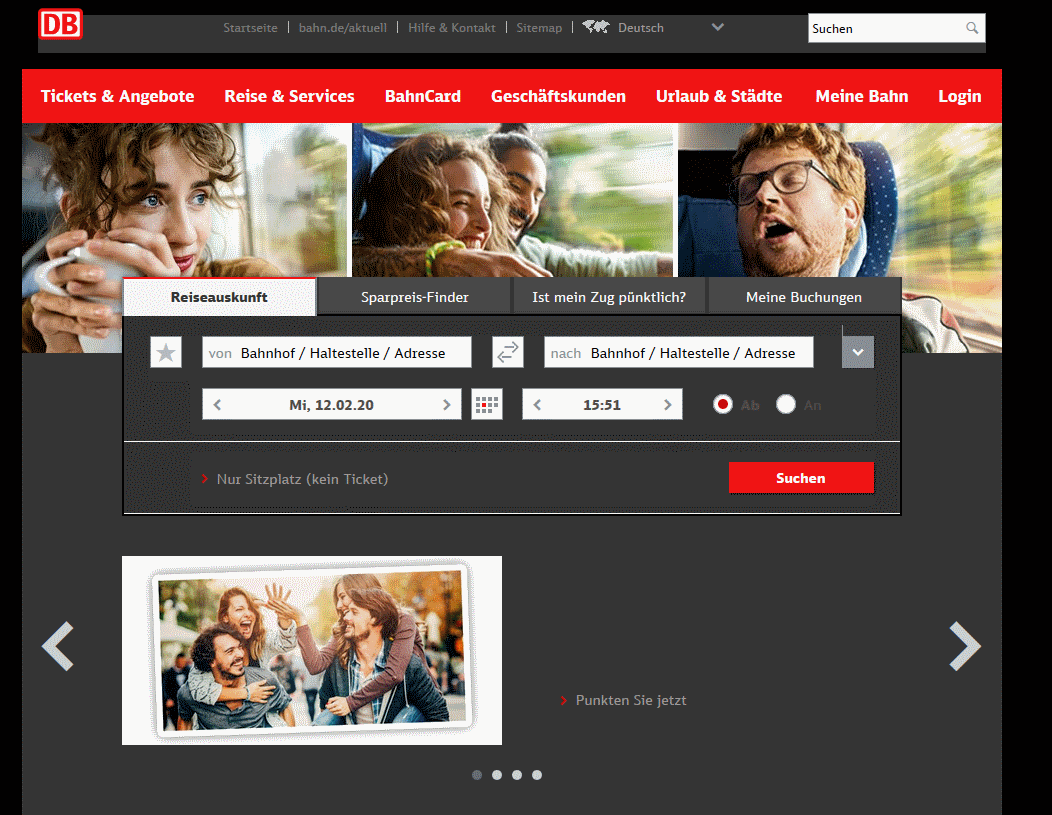 DB
Startseite | bahn.de/aktuell | Hilfe & Kontakt | Sitemap | Deutsch
Suchen
Tickets & Angebote Reise & Services BahnCard Geschäftskunden Urlaub & Städte Meine Bahn Login
Reiseauskunft Sparpreis-Finder Ist mein Zug pünktlich? Meine Buchungen
von Bahnhof / Haltestelle / Adresse nach Bahnhof / Haltestelle / Adresse
Mi, 12.02.20 15:51 Ab An
Nur Sitzplatz (kein Ticket) Suchen
Punkten Sie jetzt